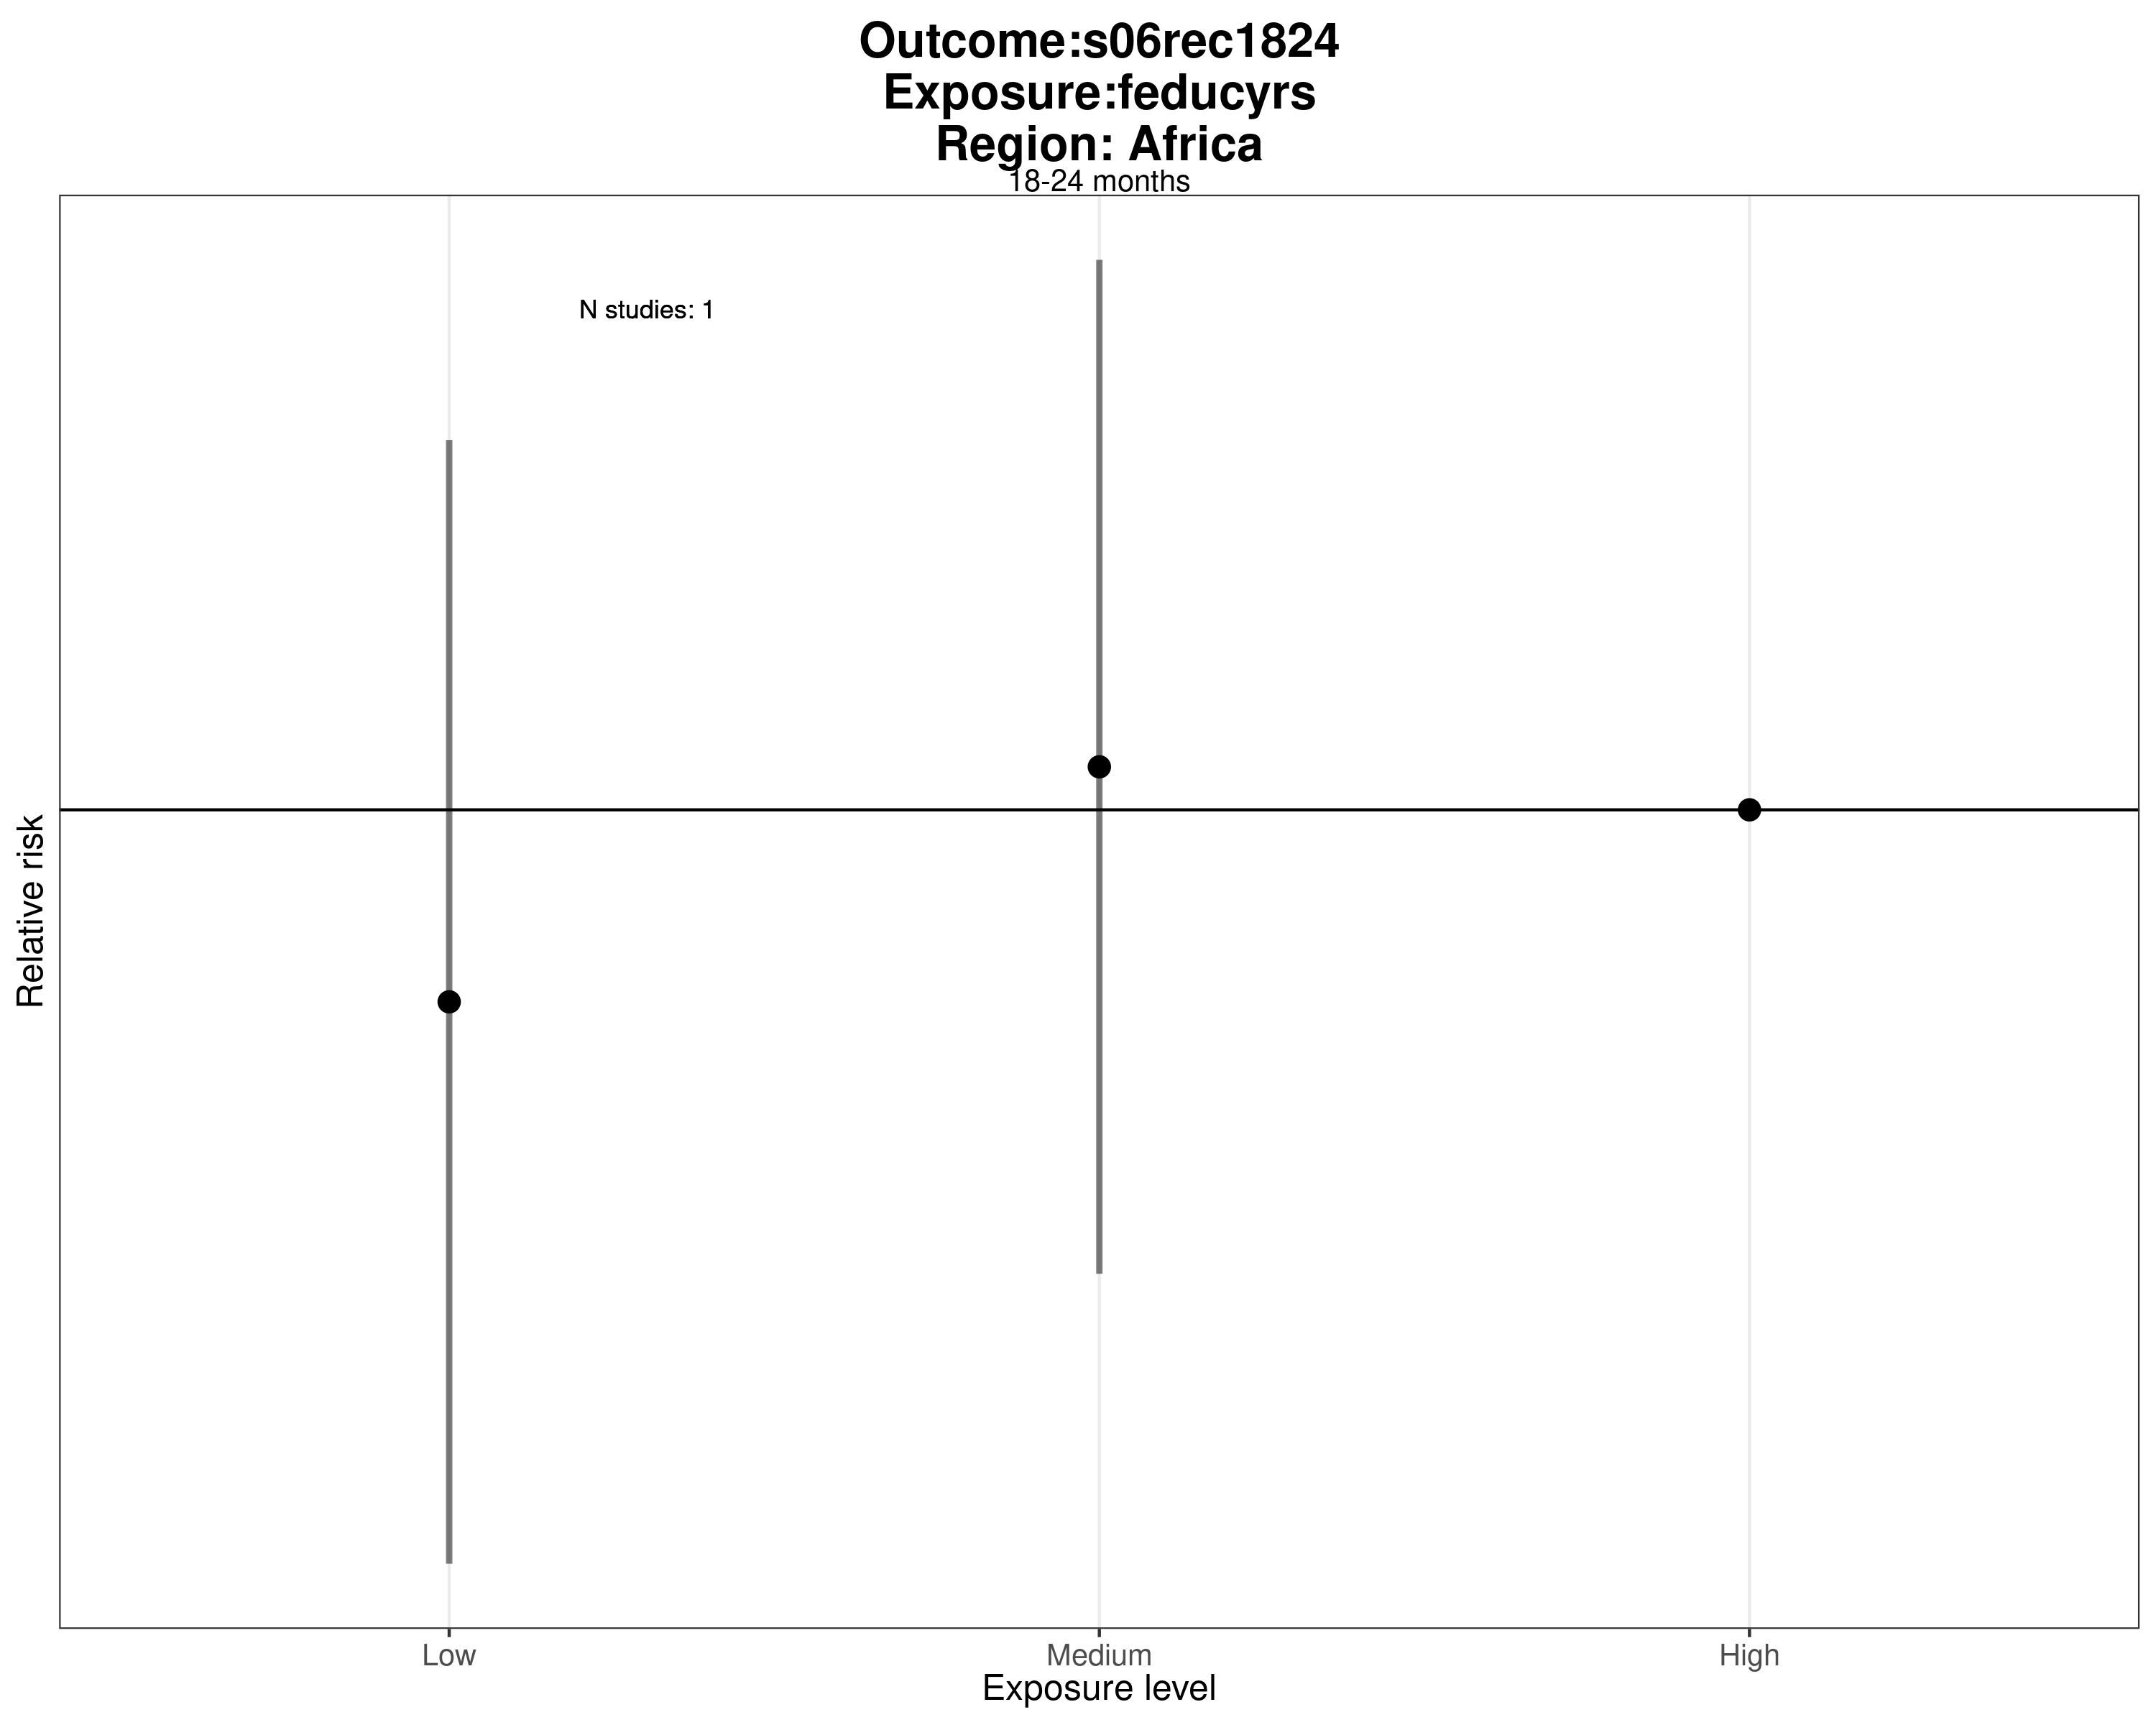 Outcome:s06rec1824
Exposure:feducyrs
Region: Africa
18-24 months
N studies: 1
Relative risk
Low
Medium
High
Exposure level